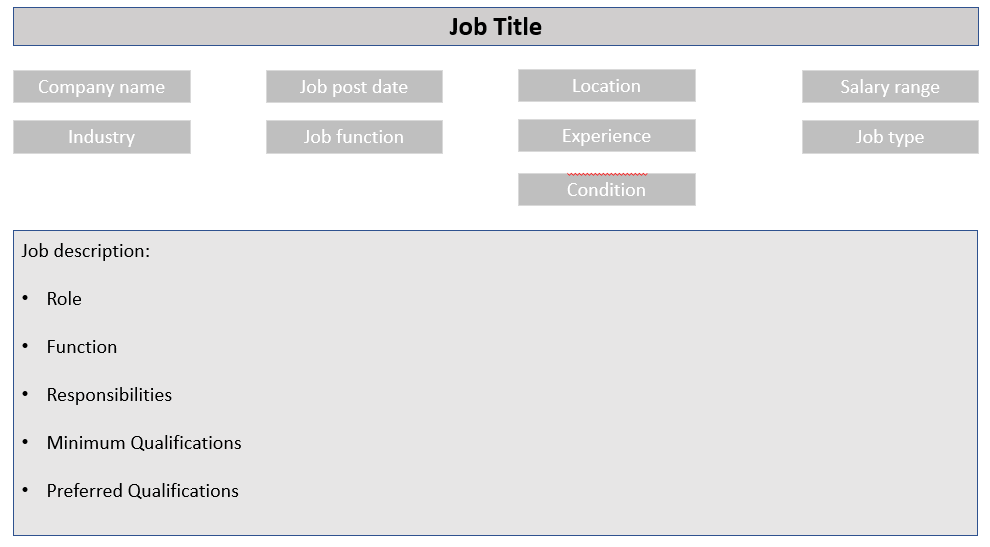 Job Title
Company name
Job post date
Location
Salary range
Industry
Job function
Experience
Job type
Condition
Job description:
• Role
• Function
• Responsibilities
• Minimum Qualifications
• Preferred Qualifications